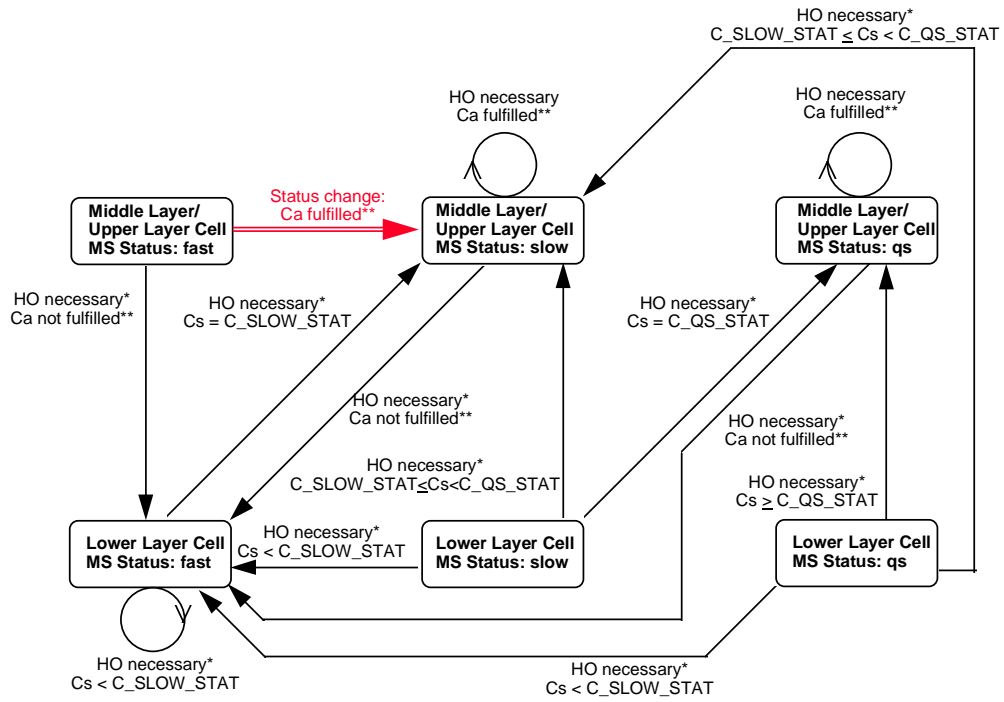 HO necessary*
C_SLOW_STAT ≤ Cs < C_QS_STAT
HO necessary
Ca fulfilled**
HO necessary
Ca fulfilled**
Status change:
Ca fulfilled**
Middle Layer/
Upper Layer Cell
MS Status: fast
Middle Layer/
Upper Layer Cell
MS Status: slow
Middle Layer/
Upper Layer Cell
MS Status: qs
HO necessary*
Ca not fulfilled**
HO necessary*
Cs = C_SLOW_STAT
HO necessary*
Cs = C_QS_STAT
HO necessary*
Ca not fulfilled**
HO necessary*
Ca not fulfilled**
HO necessary*
C_SLOW_STAT≤Cs<C_QS_STAT
HO necessary*
Cs ≥ C_QS_STAT
HO necessary*
Cs < C_SLOW_STAT
Lower Layer Cell
MS Status: fast
Lower Layer Cell
MS Status: slow
Lower Layer Cell
MS Status: qs
HO necessary*
Cs < C_SLOW_STAT
HO necessary*
Cs < C_SLOW_STAT